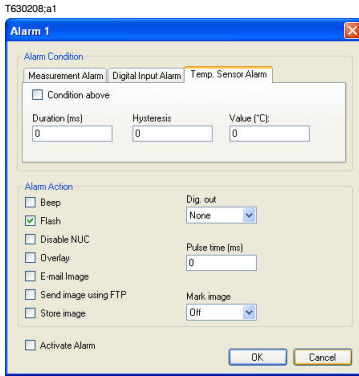 T630208;a1
Alarm 1
Alarm Condition
Measurement Alarm Digital Input Alarm Temp. Sensor Alarm
Condition above
Duration (ms) Hysteresis Value (°C):
0 0 0
Alarm Action
Beep
Flash
Disable NUC
Overlay
E-mail Image
Send image using FTP
Store image
Dig. out
None
Pulse time (ms)
0
Mark image
Off
Activate Alarm
OK Cancel